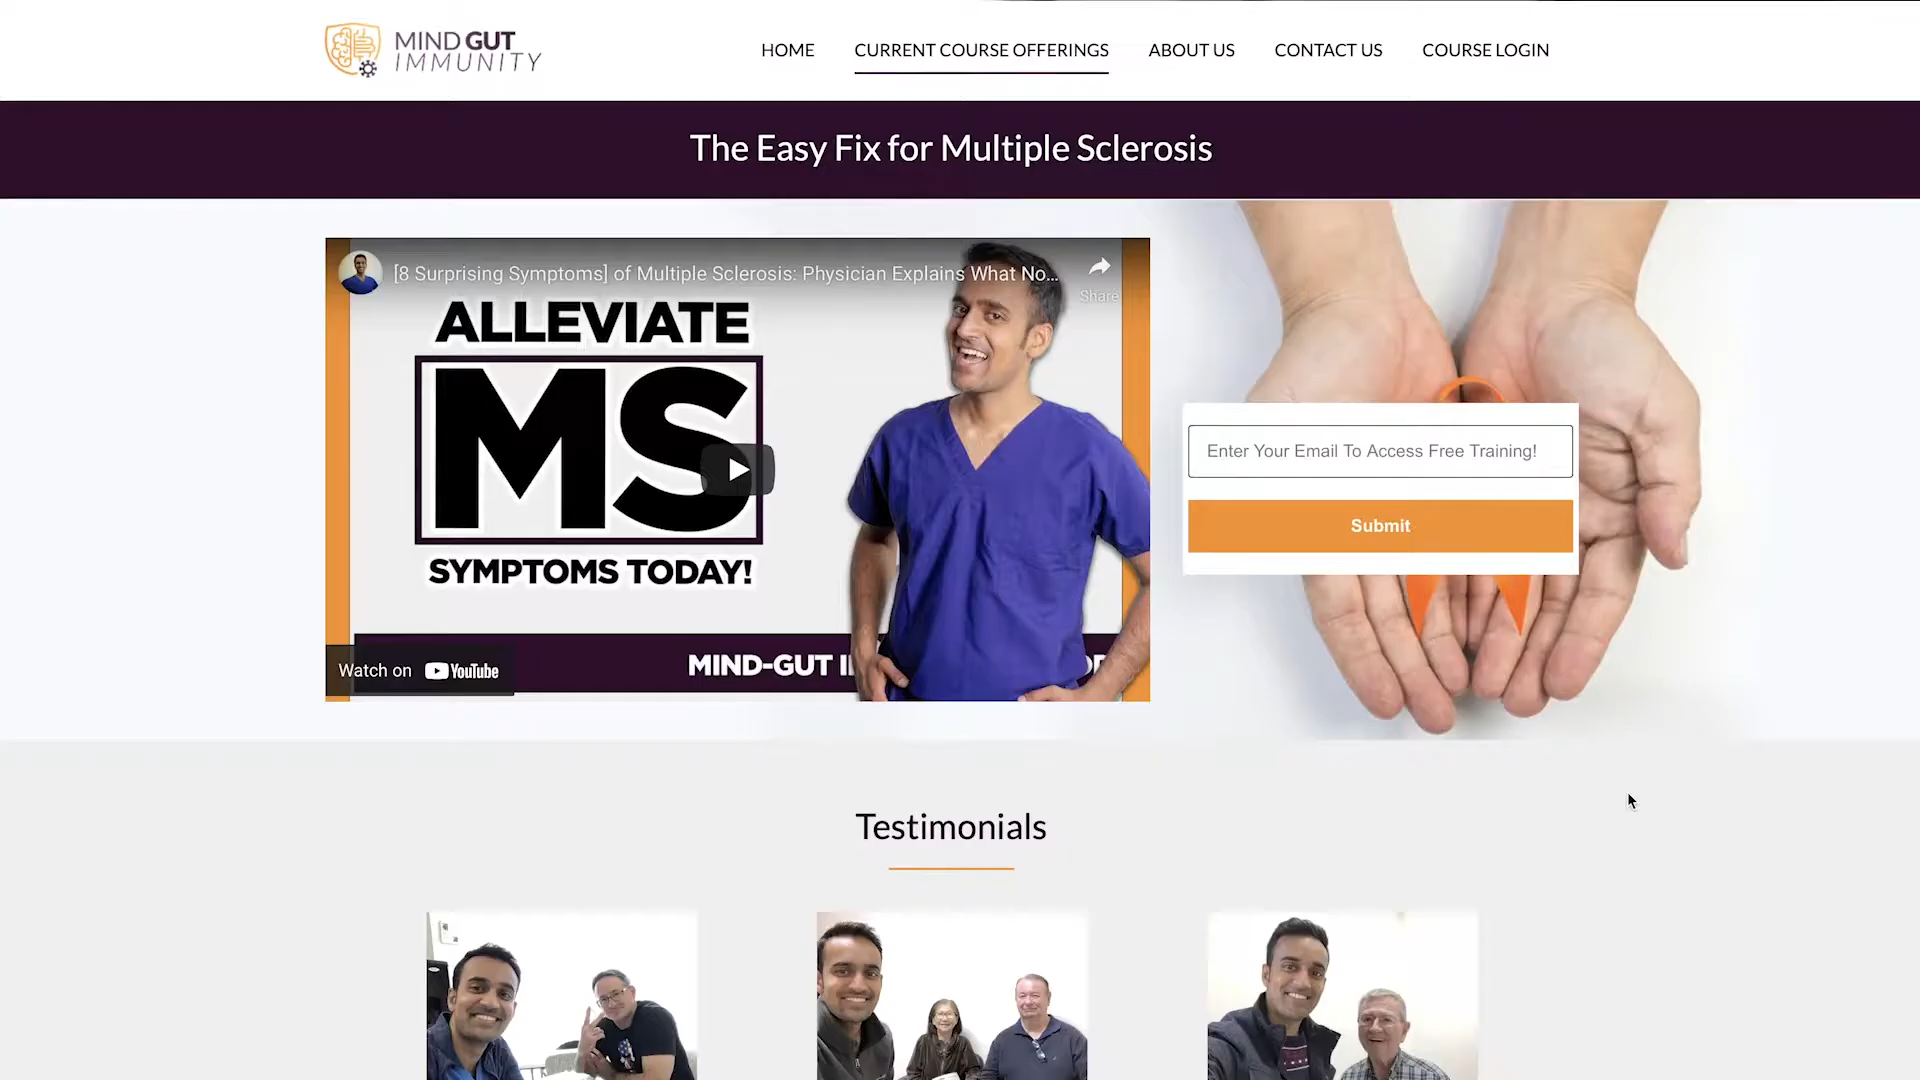 MIND GUT
IMMUNITY
HOME
CURRENT COURSE OFFERINGS
ABOUT US
CONTACT US
COURSE LOGIN
The Easy Fix for Multiple Sclerosis
[8 Surprising Symptoms] of Multiple Sclerosis: Physician Explains What No...
Share
ALLEVIATE
MS
SYMPTOMS TODAY!
MIND-GUT
Watch on YouTube
Enter Your Email To Access Free Training!
Submit
Testimonials